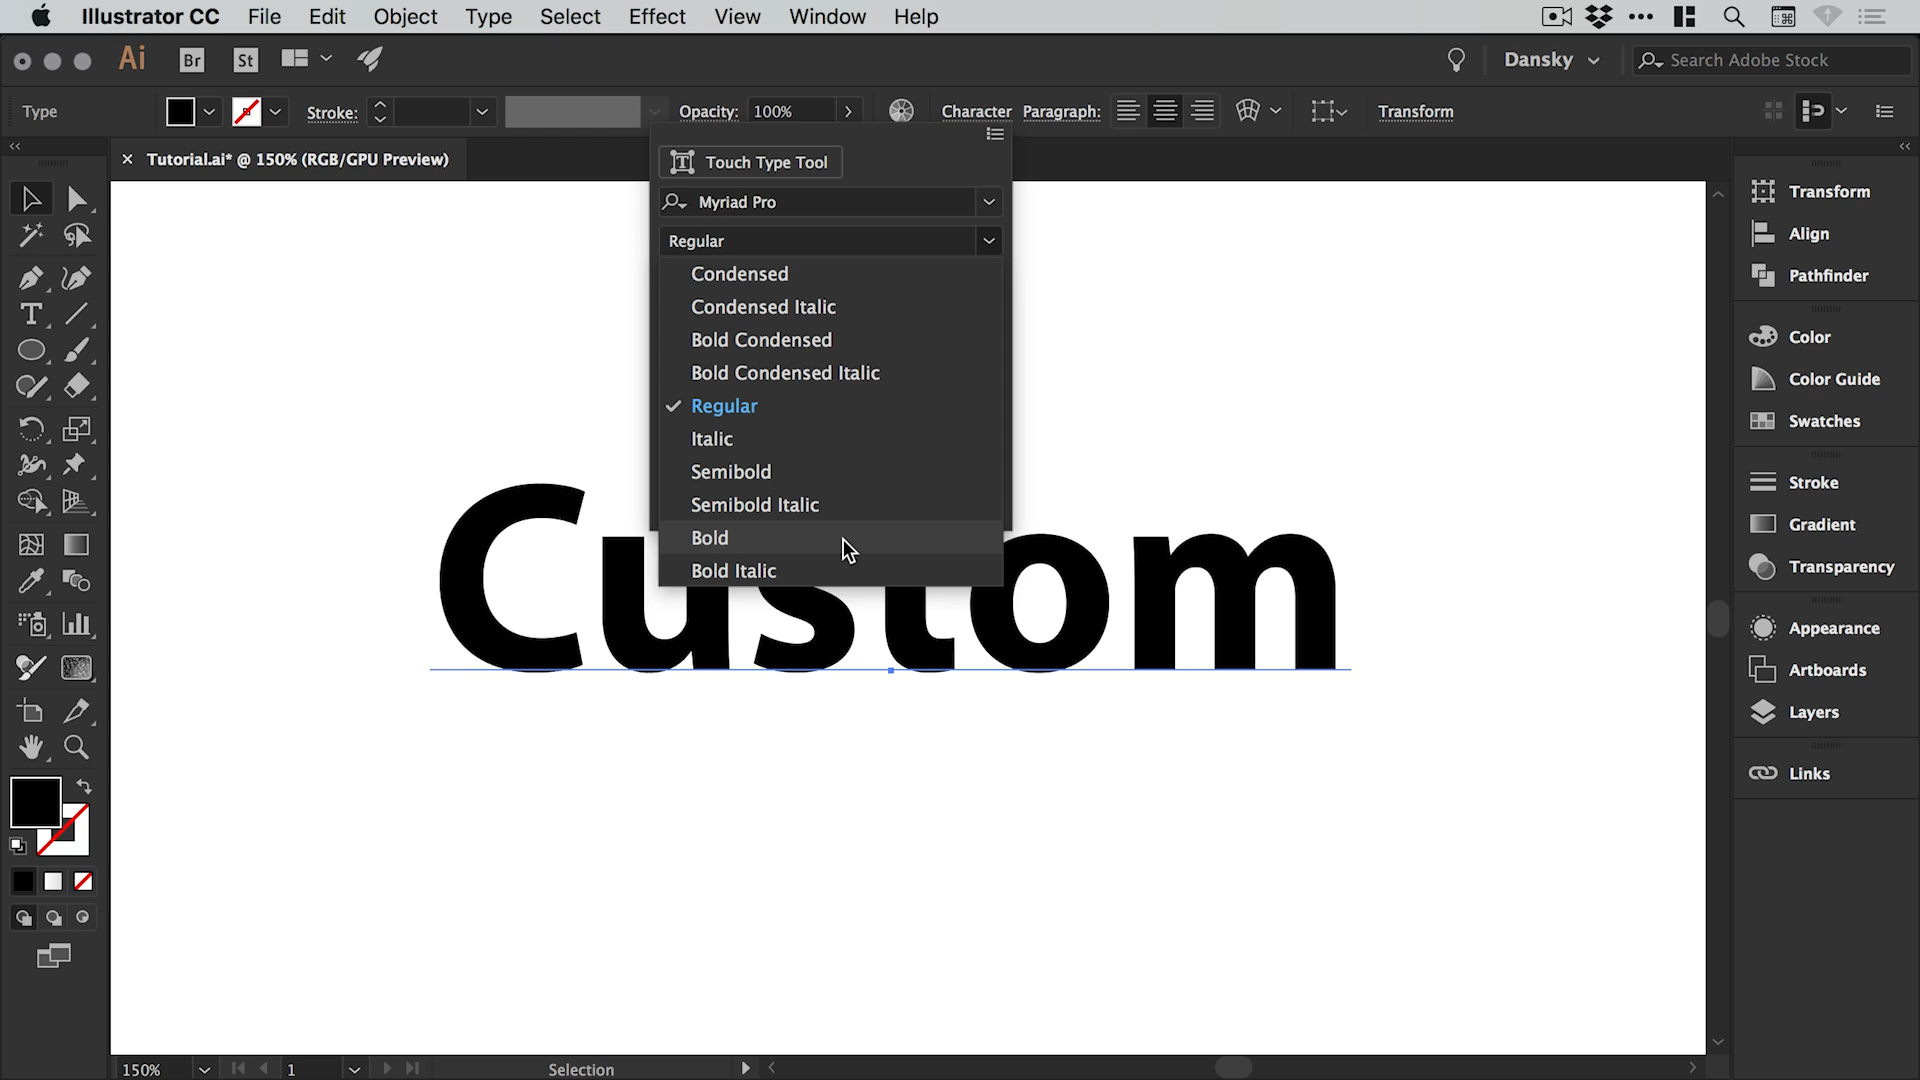 Illustrator CC File Edit Object Type Select Effect View Window Help
Ai Br St Dansky Search Adobe Stock
Type Stroke: Opacity: 100% Character Paragraph: Transform
Tutorial.ai* @ 150% (RGB/GPU Preview)
Touch Type Tool
Myriad Pro
Regular
Condensed
Condensed Italic
Bold Condensed
Bold Condensed Italic
Regular
Italic
Semibold
Semibold Italic
Bold
Bold Italic
Custom
Transform
Align
Pathfinder
Color
Color Guide
Swatches
Stroke
Gradient
Transparency
Appearance
Artboards
Layers
Links
150% 1 Selection